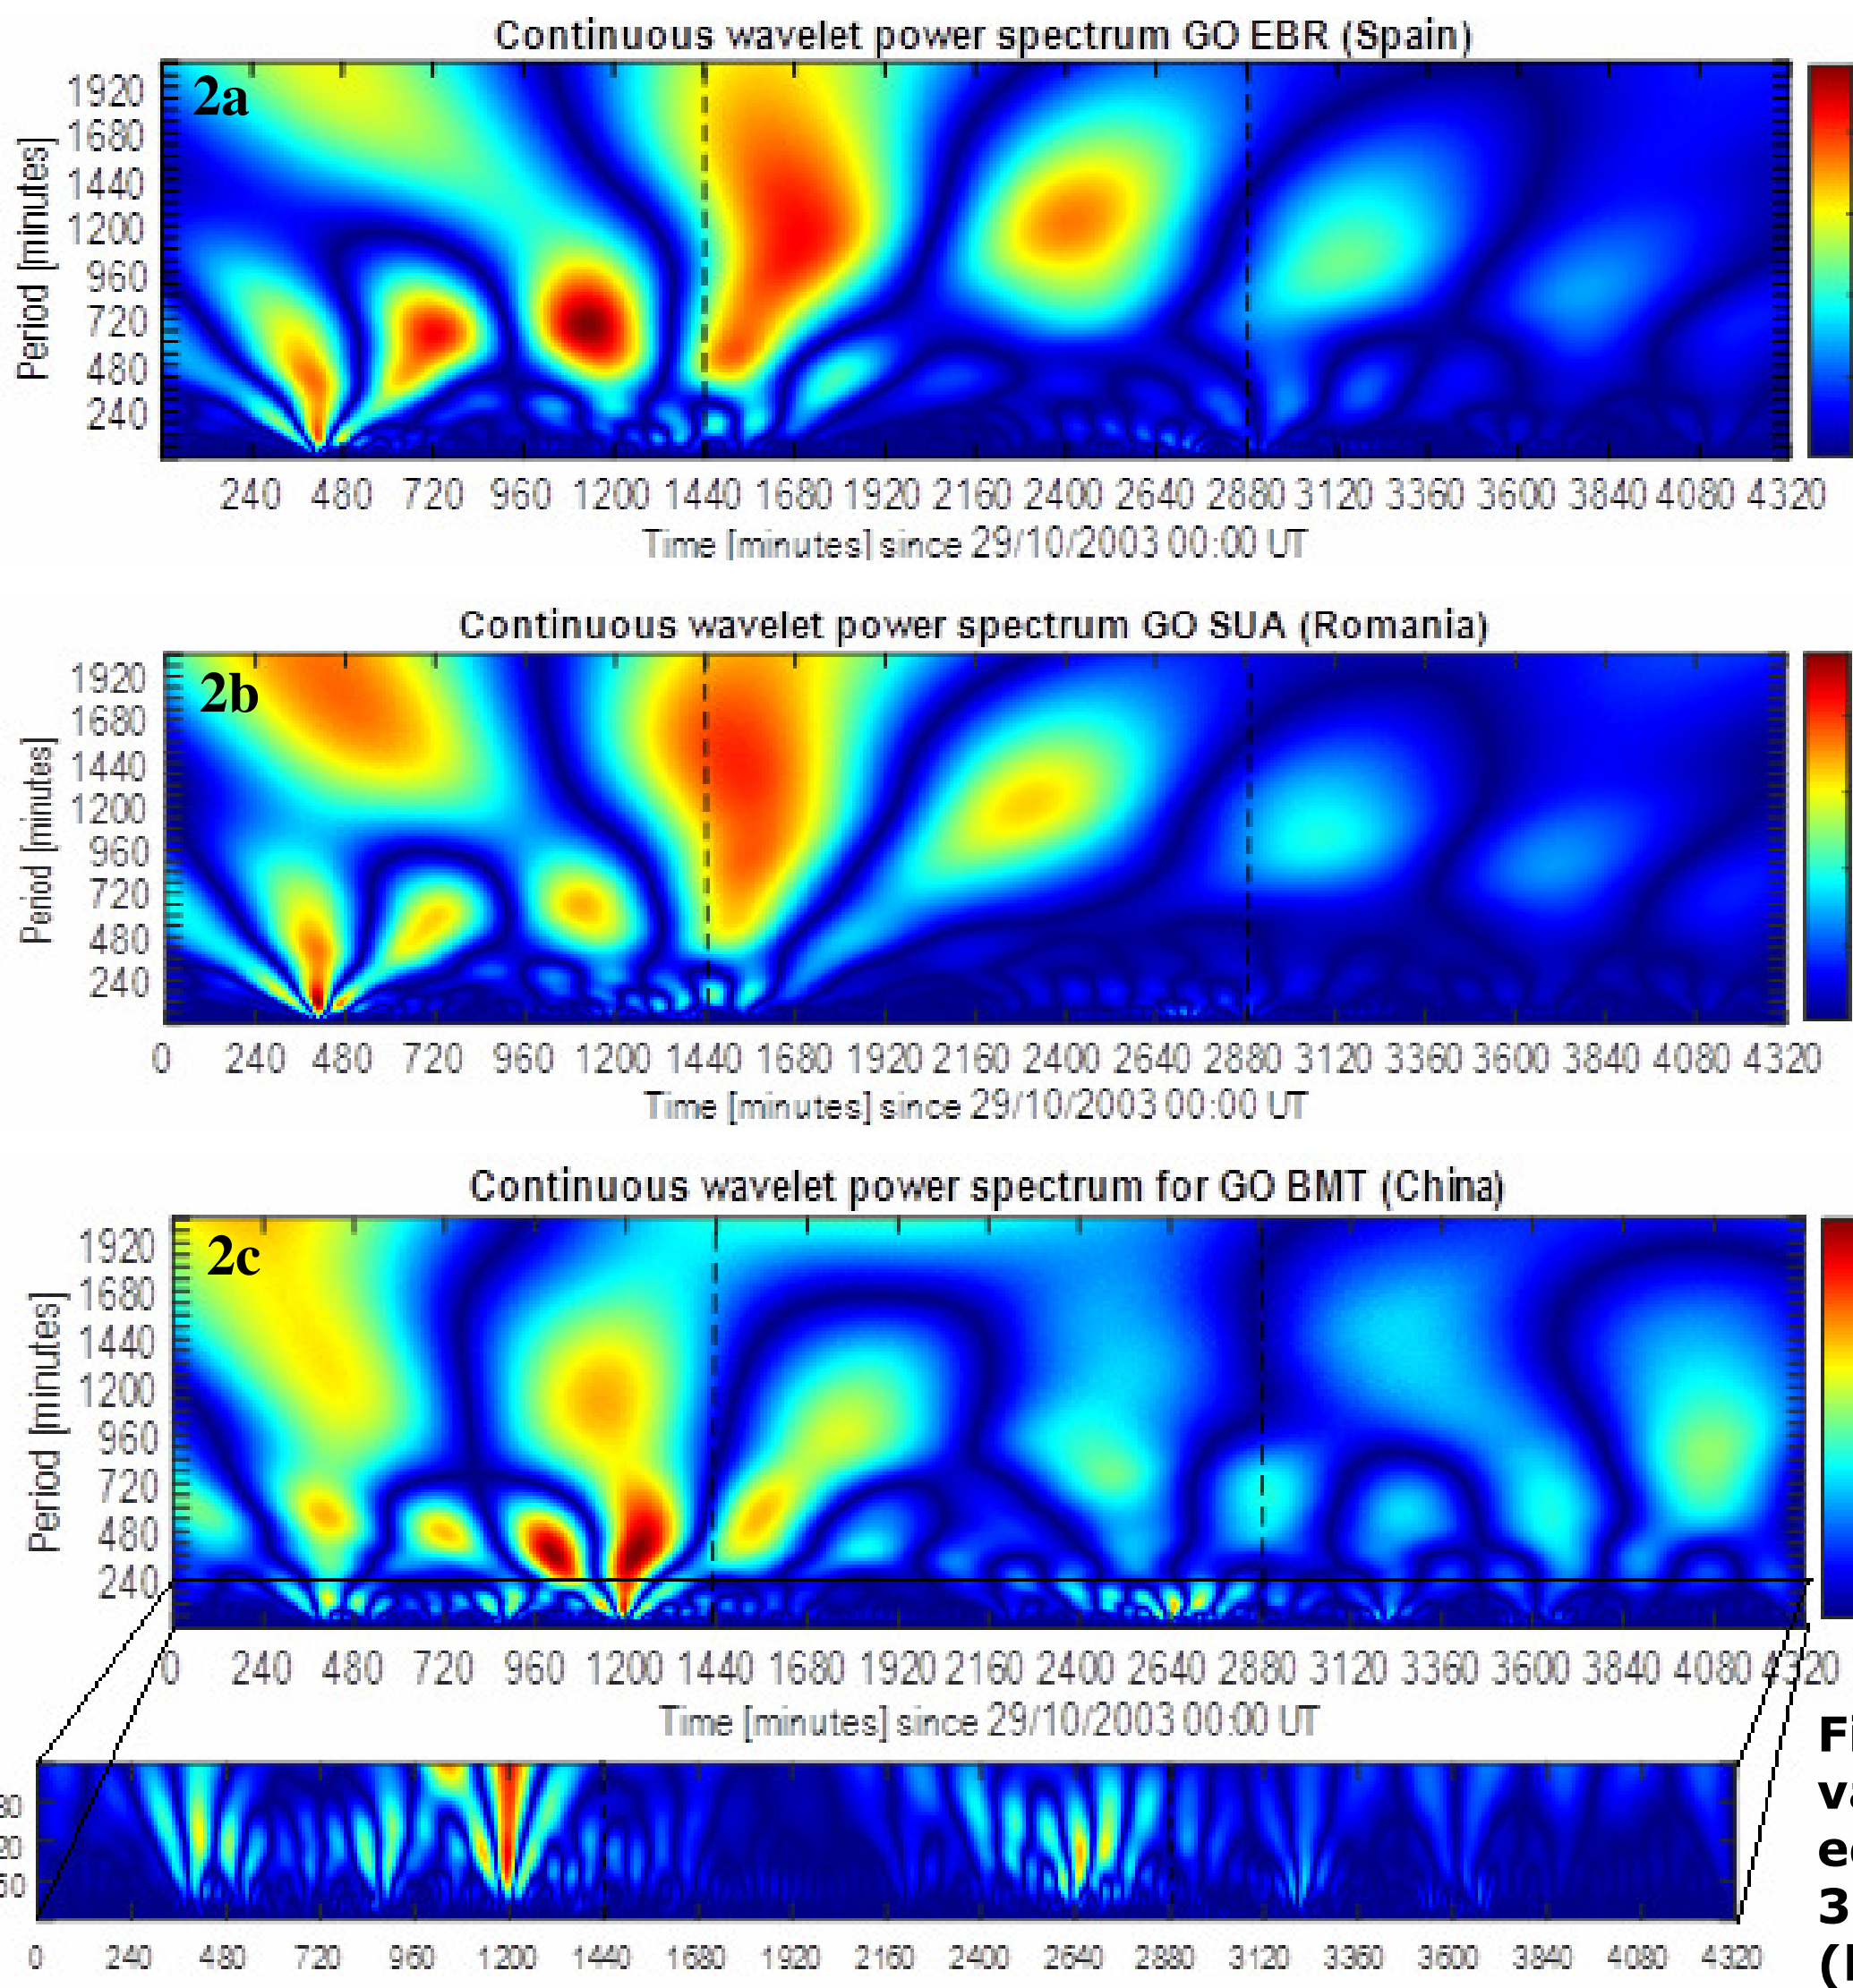 Continuous wavelet power spectrum GO EBR (Spain)
2a
1920
1680
1440
1200
960
720
480
240
Period [minutes]
240 480 720 960 1200 1440 1680 1920 2160 2400 2640 2880 3120 3360 3600 3840 4080 4320
Time [minutes] since 29/10/2003 00:00 UT
Continuous wavelet power spectrum GO SUA (Romania)
2b
1920
1680
1440
1200
960
720
480
240
Period [minutes]
0 240 480 720 960 1200 1440 1680 1920 2160 2400 2640 2880 3120 3360 3600 3840 4080 4320
Time [minutes] since 29/10/2003 00:00 UT
Continuous wavelet power spectrum for GO BMT (China)
2c
1920
1680
1440
1200
960
720
480
240
Period [minutes]
0 240 480 720 960 1200 1440 1680 1920 2160 2400 2640 2880 3120 3360 3600 3840 4080 4320
Time [minutes] since 29/10/2003 00:00 UT
0 240 480 720 960 1200 1440 1680 1920 2160 2400 2640 2880 3120 3360 3600 3840 4080 4320